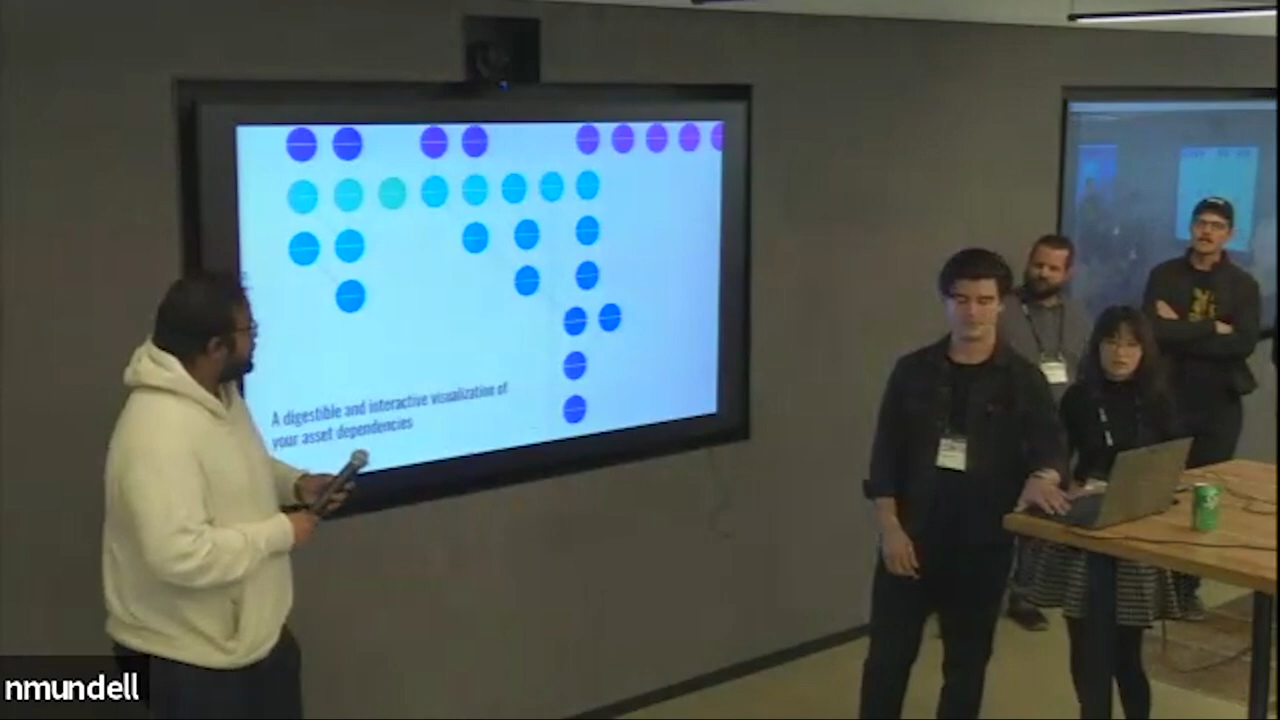 A digestible and interactive visualization of
your asset dependencies
nmundell